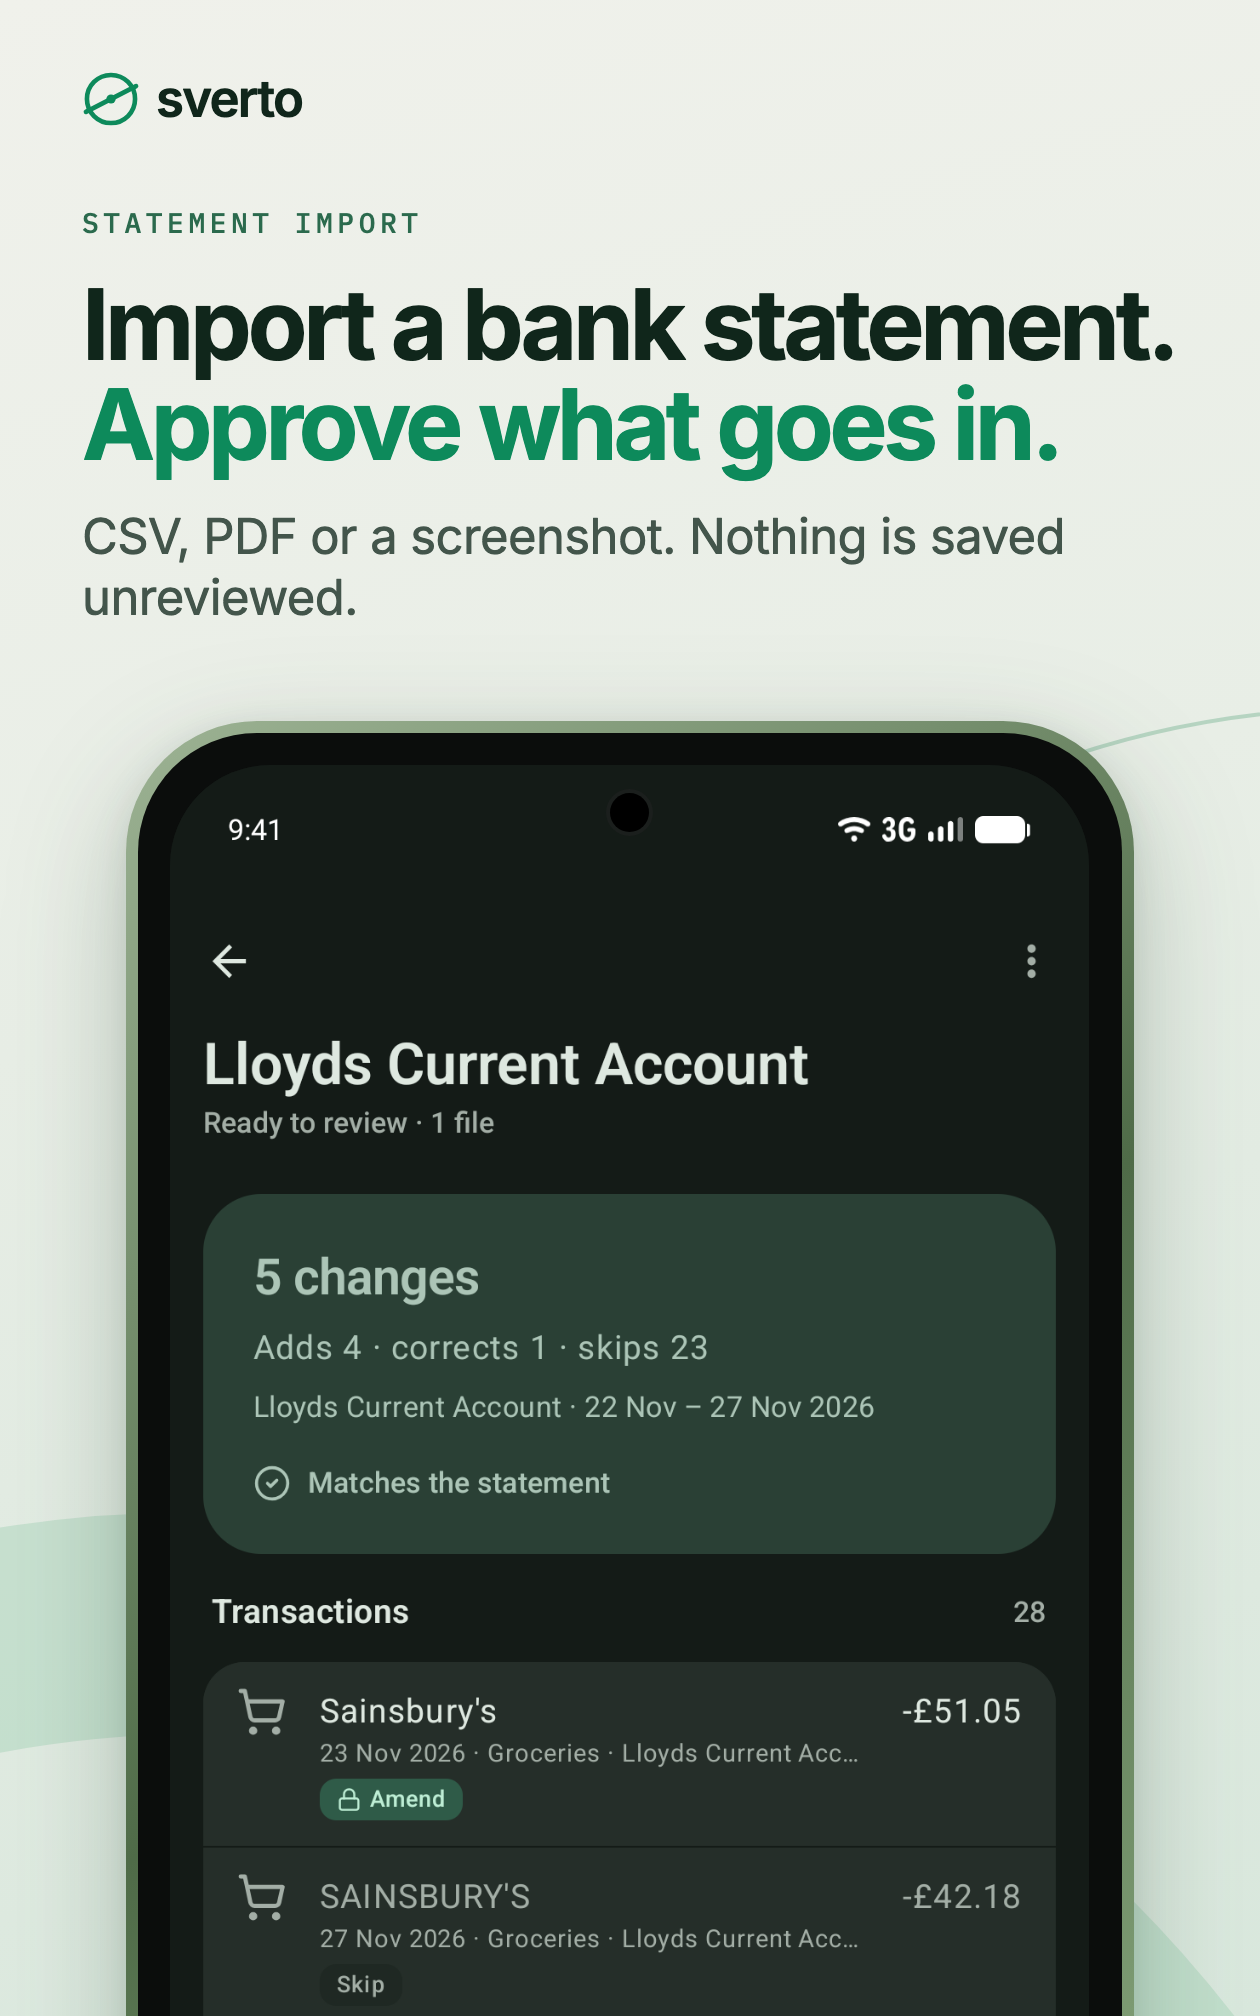 sverto
STATEMENT IMPORT
Import a bank statement.
Approve what goes in.
CSV, PDF or a screenshot. Nothing is saved
unreviewed.
9:41
3G
Lloyds Current Account
Ready to review · 1 file
5 changes
Adds 4 · corrects 1 · skips 23
Lloyds Current Account · 22 Nov – 27 Nov 2026
Matches the statement
Transactions
28
Sainsbury's
-£51.05
23 Nov 2026 · Groceries · Lloyds Current Acc...
Amend
SAINSBURY'S
-£42.18
27 Nov 2026 · Groceries · Lloyds Current Acc...
Skip